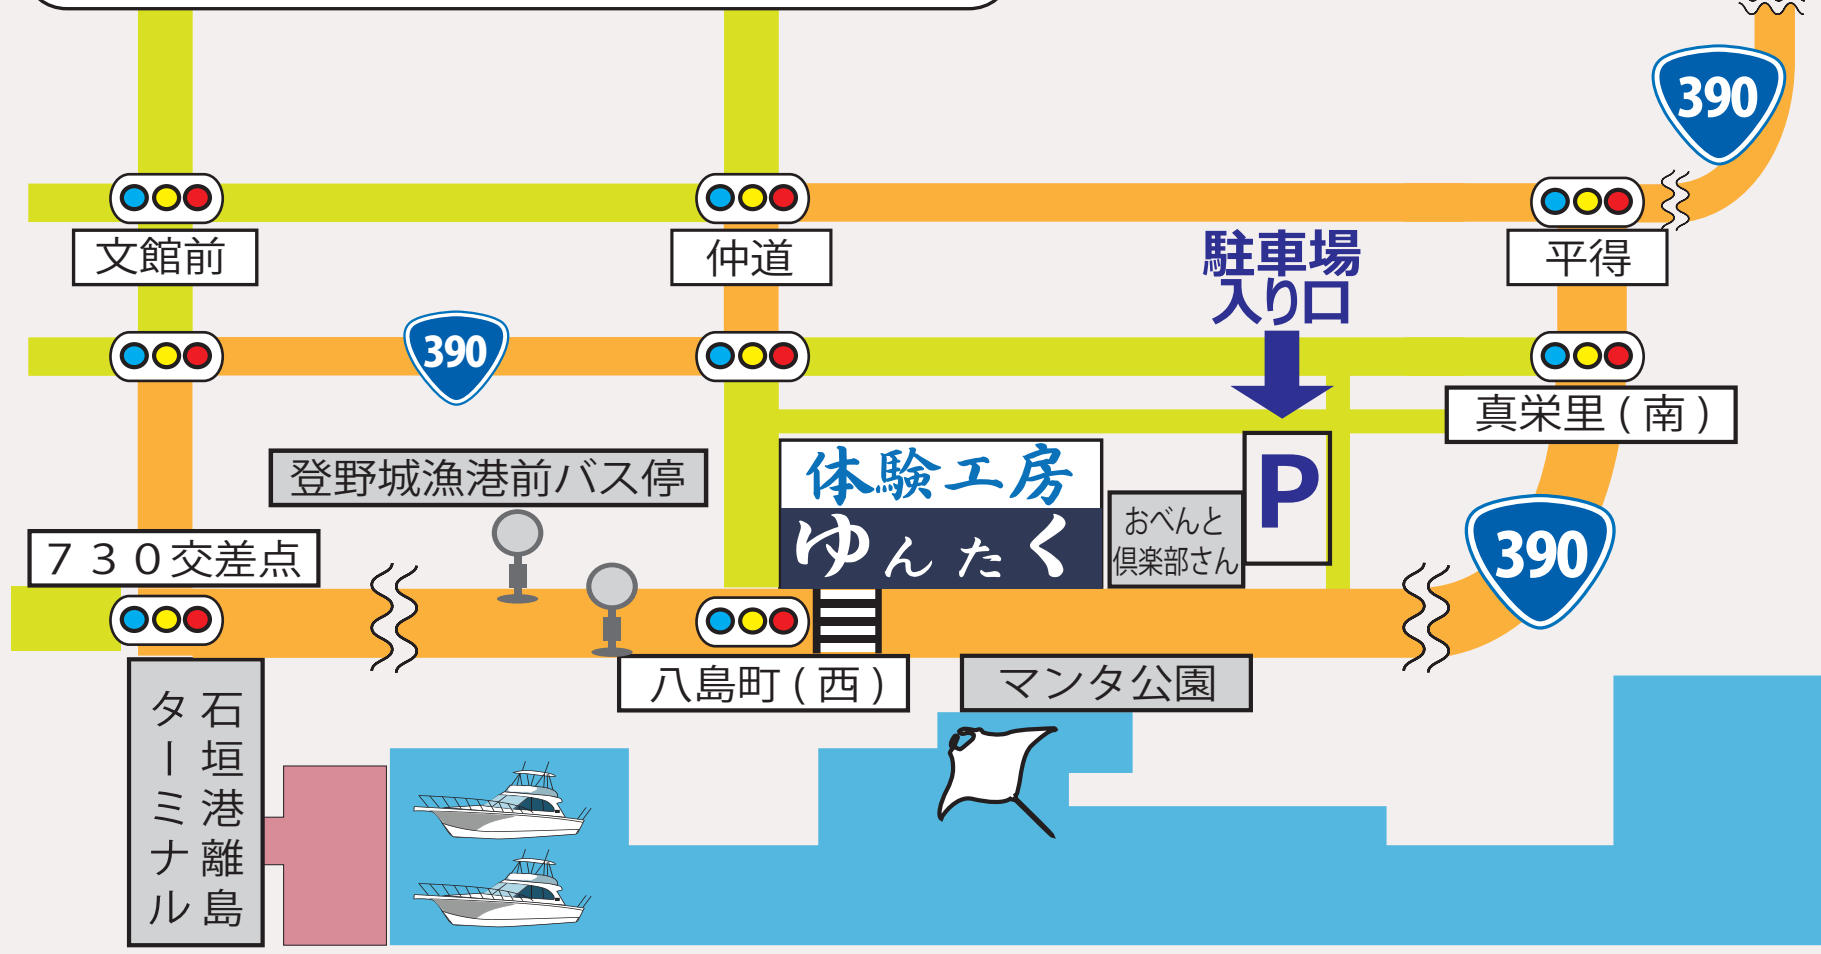 390
文館前
仲道
平得
駐車場
入り口
390
真栄里(南)
登野城漁港前バス停
体験工房
ゆんたく
P
おべんと
倶楽部さん
390
730交差点
八島町(西)
マンタ公園
石垣港離島
ターミナル